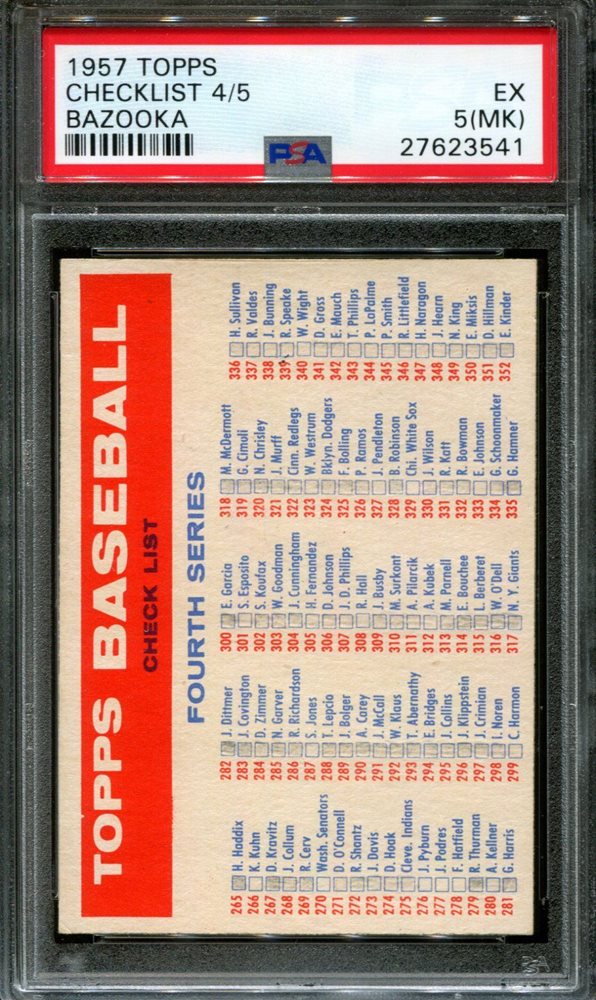 1957 TOPPS
CHECKLIST 4/5
BAZOOKA
EX
5(MK)
27623541
PSA
TOPPS BASEBALL
CHECK LIST
FOURTH SERIES
265 H. Haddix
266 K. Kuhn
267 D. Kravitz
268 J. Collum
269 R. Cerv
270 Wash. Senators
271 D. O'Connell
272 R. Shantz
273 J. Davis
274 D. Hoak
275 Cleve. Indians
276 J. Pyburn
277 J. Podres
278 F. Hatfield
279 R. Thurman
280 A. Kellner
281 G. Harris
282 J. Dittmer
283 J. Covington
284 D. Zimmer
285 N. Garver
286 R. Richardson
287 S. Jones
288 T. Lepcio
289 J. Bolger
290 A. Carey
291 J. McCall
292 W. Klaus
293 T. Abernathy
294 E. Bridges
295 J. Collins
296 J. Klippstein
297 J. Crimian
298 I. Noren
299 C. Harmon
300 E. Garcia
301 S. Esposito
302 S. Koufax
303 W. Goodman
304 J. Cunningham
305 H. Fernandez
306 D. Johnson
307 J. D. Phillips
308 R. Hall
309 J. Busby
310 M. Surkont
311 A. Pilarcik
312 A. Kubek
313 M. Parnell
314 E. Bouchee
315 L. Berberet
316 W. O'Dell
317 N. Y. Giants
318 M. McDermott
319 G. Cimoli
320 N. Chrisley
321 J. Murff
322 Cinn. Redlegs
323 W. Westrum
324 Bklyn. Dodgers
325 F. Bolling
326 P. Ramos
327 J. Pendleton
328 B. Robinson
329 Chi. White Sox
330 J. Wilson
331 R. Katt
332 R. Bowman
333 E. Johnson
334 G. Schoonmaker
335 G. Hamner
336 H. Sullivan
337 R. Valdes
338 J. Bunning
339 R. Speake
340 W. Wight
341 D. Gross
342 E. Mauch
343 T. Phillips
344 P. LaPalme
345 P. Smith
346 R. Littlefield
347 H. Naragon
348 J. Hearn
349 N. King
350 E. Miksis
351 D. Hillman
352 E. Kinder